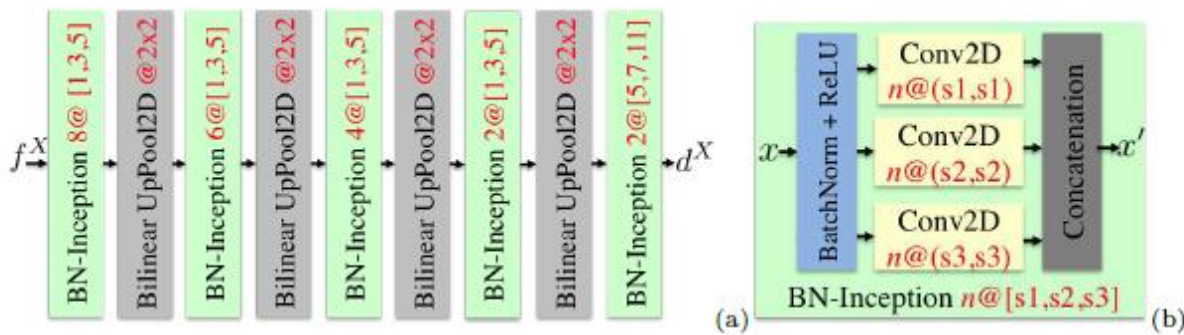 f^X
BN-Inception 8@ [1,3,5]
Bilinear UpPool2D @2x2
BN-Inception 6@[1,3,5]
Bilinear UpPool2D @2x2
BN-Inception 4@[1,3,5]
Bilinear UpPool2D @2x2
BN-Inception 2@[1,3,5]
Bilinear UpPool2D @2x2
BN-Inception 2@[5,7,11]
d^X
(a)
x
BatchNorm + ReLU
Conv2D
n@(s1,s1)
Conv2D
n@(s2,s2)
Conv2D
n@(s3,s3)
Concatenation
x′
BN-Inception n@[s1,s2,s3]
(b)